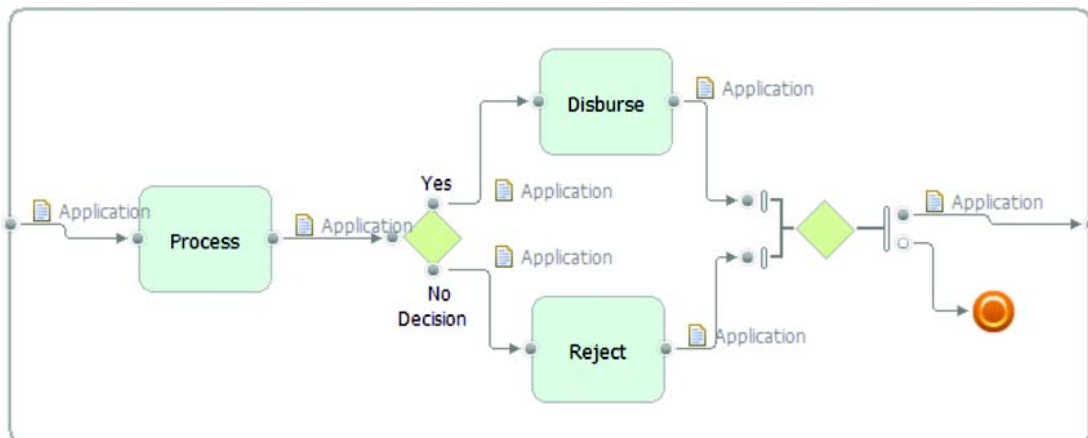 Application
Process
Application
Yes
No
Decision
Application
Application
Disburse
Reject
Application
Application
Application